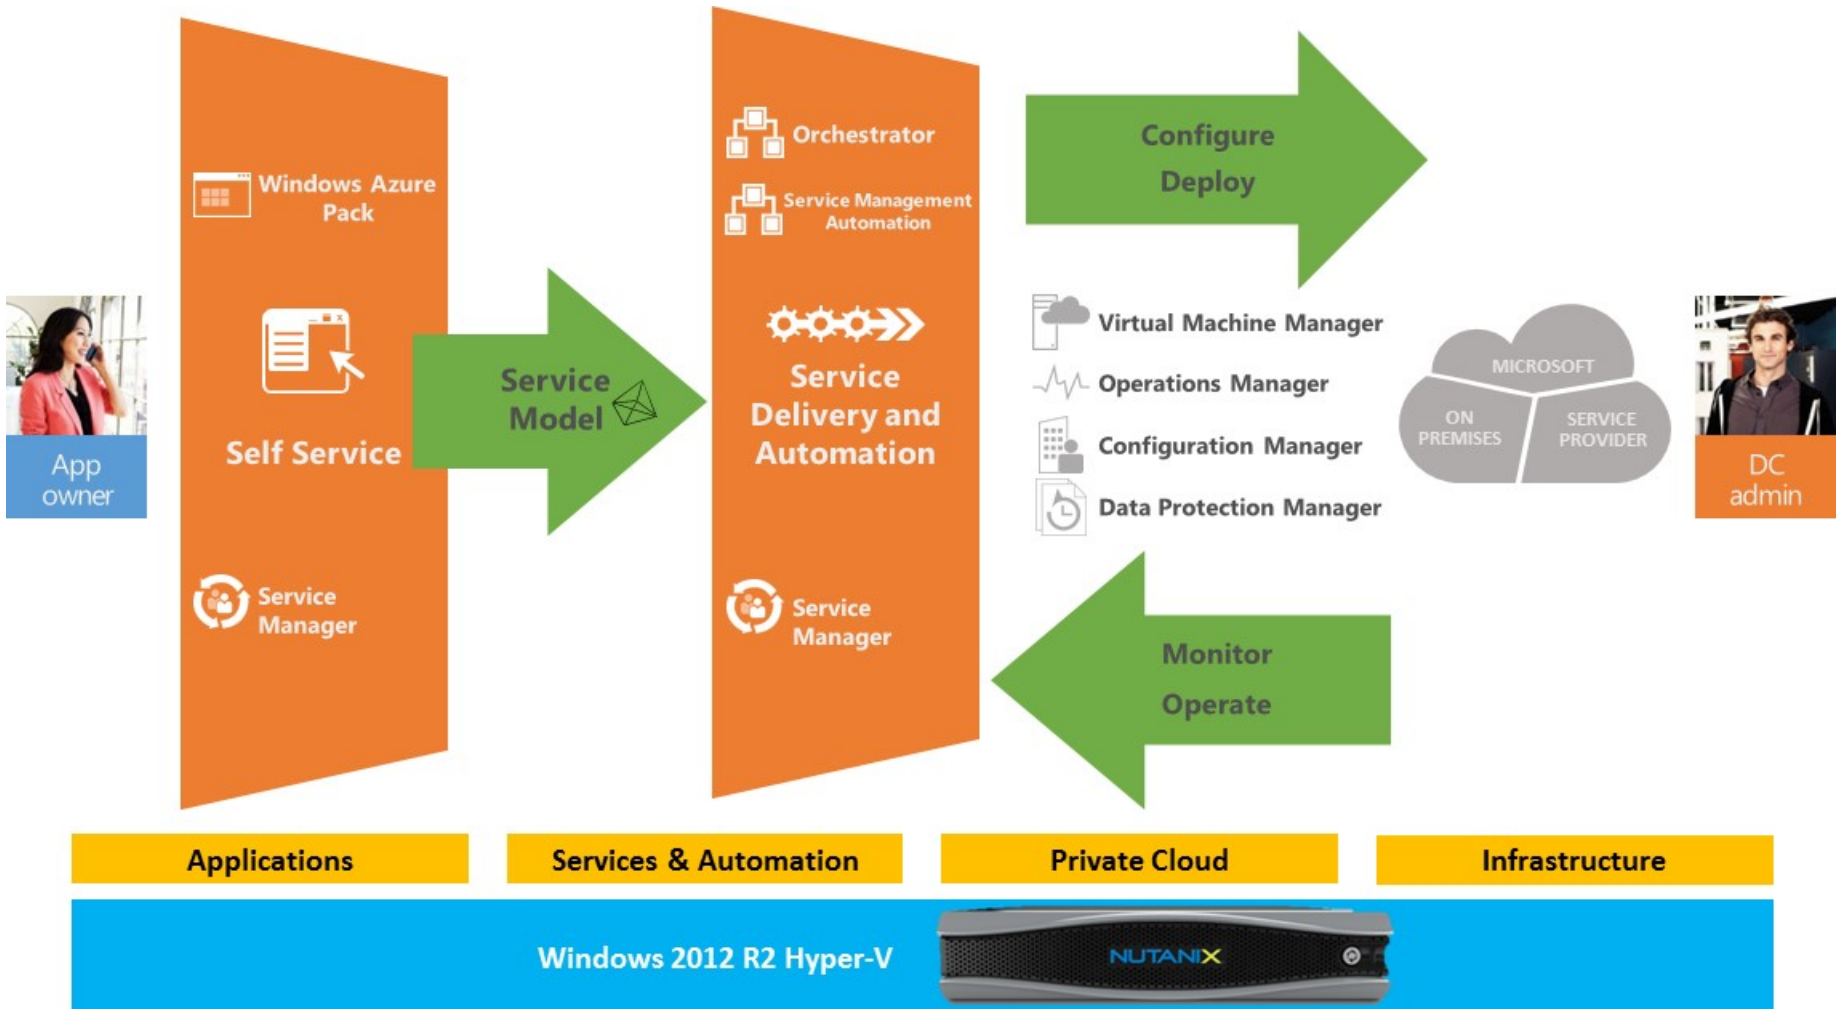 Windows Azure
Pack
Self Service
Service
Manager
App
owner
Service
Model
Orchestrator
Service Management
Automation
Service
Delivery and
Automation
Service
Manager
Configure
Deploy
Virtual Machine Manager
Operations Manager
Configuration Manager
Data Protection Manager
Monitor
Operate
MICROSOFT
ON
PREMISES
SERVICE
PROVIDER
DC
admin
Applications
Services & Automation
Private Cloud
Infrastructure
Windows 2012 R2 Hyper-V
NUTANIX